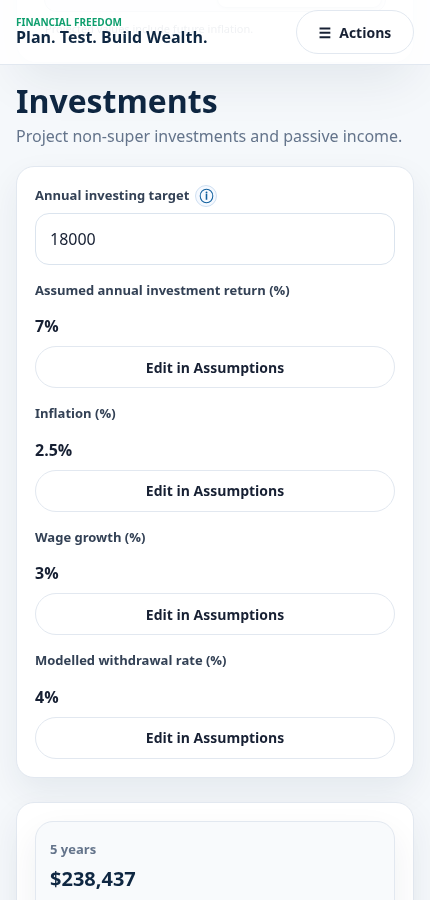 FINANCIAL FREEDOM
Plan. Test. Build Wealth.
☰ Actions
Investments
Project non-super investments and passive income.
Annual investing target ⓘ
18000
Assumed annual investment return (%)
7%
Edit in Assumptions
Inflation (%)
2.5%
Edit in Assumptions
Wage growth (%)
3%
Edit in Assumptions
Modelled withdrawal rate (%)
4%
Edit in Assumptions
5 years
$238,437